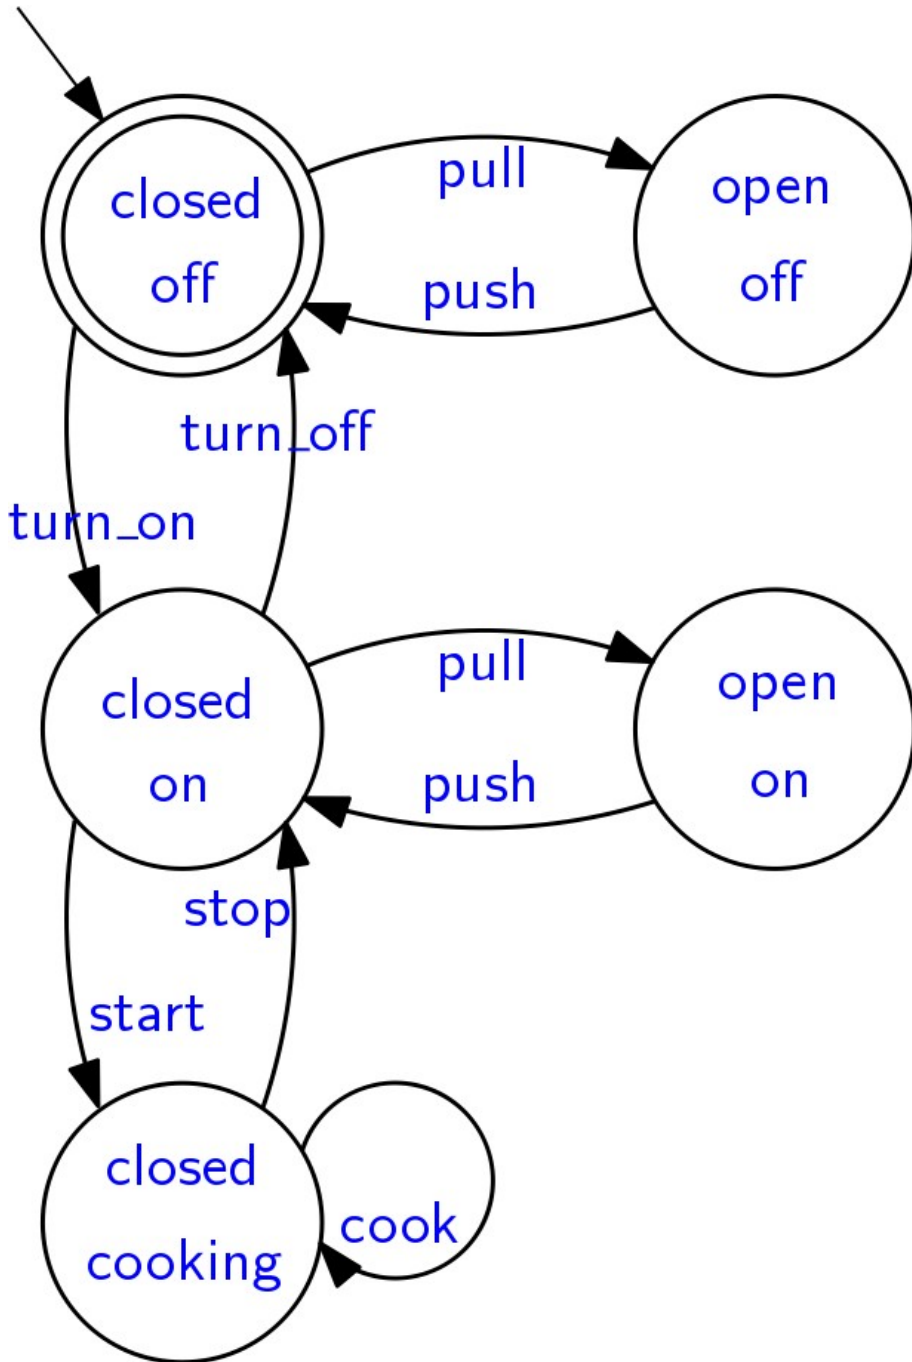 closed
off
pull
push
open
off
turn_off
turn_on
closed
on
pull
push
open
on
stop
start
closed
cooking
cook